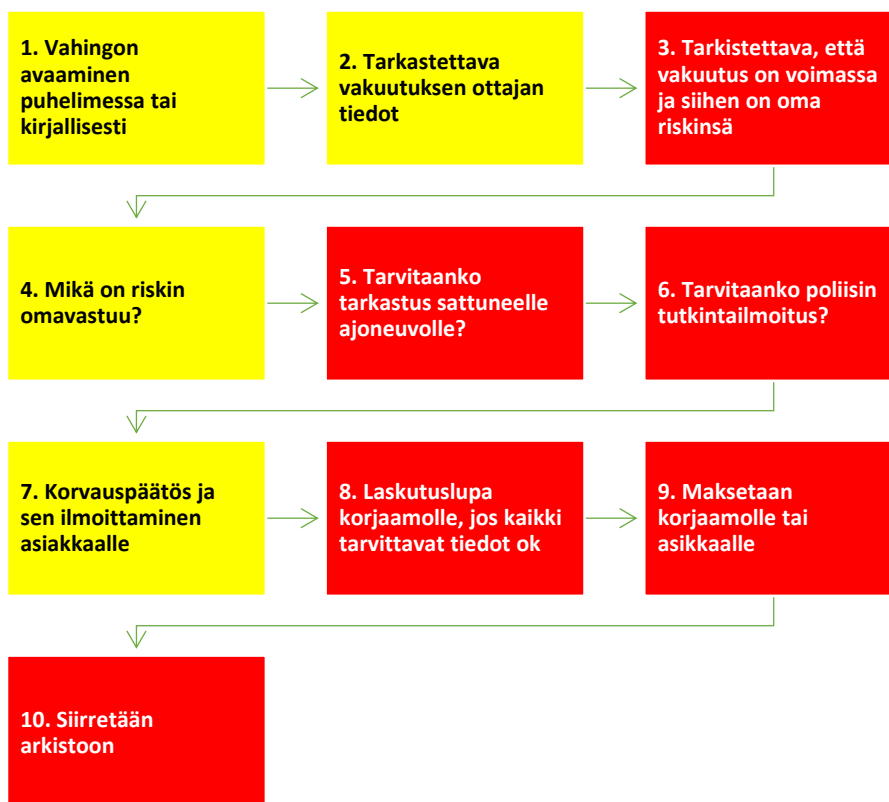 1. Vahingon
avaaminen
puhelimessa tai
kirjallisesti
2. Tarkastettava
vakuutuksen ottajan
tiedot
3. Tarkistettava, että
vakuutus on voimassa
ja siihen on oma
riskinsä
4. Mikä on riskin
omavastuu?
5. Tarvitaanko
tarkastus sattuneelle
ajoneuvolle?
6. Tarvitaanko poliisin
tutkintailmoitus?
7. Korvauspäätös ja
sen ilmoittaminen
asiakkaalle
8. Laskutuslupa
korjaamolle, jos kaikki
tarvittavat tiedot ok
9. Maksetaan
korjaamolle tai
asikkaalle
10. Siirretään
arkistoon